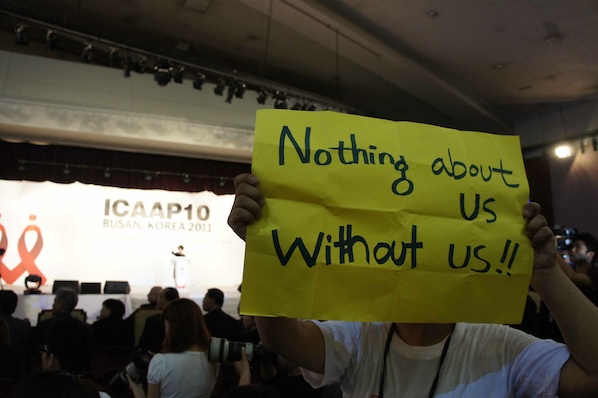 ICAAP10
BUSAN, KOREA 2011
Nothing about
us
Without us!!